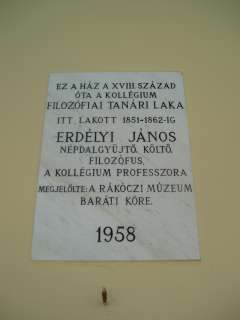 EZ A HÁZ A XVIII SZÁZAD
ÓTA A KOLLÉGIUM
FILOZÓFIAI TANÁRI LAKA
ITT LAKOTT 1851-1862-IG
ERDÉLYI JÁNOS
NÉPDALGYÜJTŐ, KÖLTŐ,
FILOZÓFUS,
A KOLLÉGIUM PROFESSZORA
MEGJELÖLTE: A RÁKÓCZI MÚZEUM
BARÁTI KÖRE.
1958